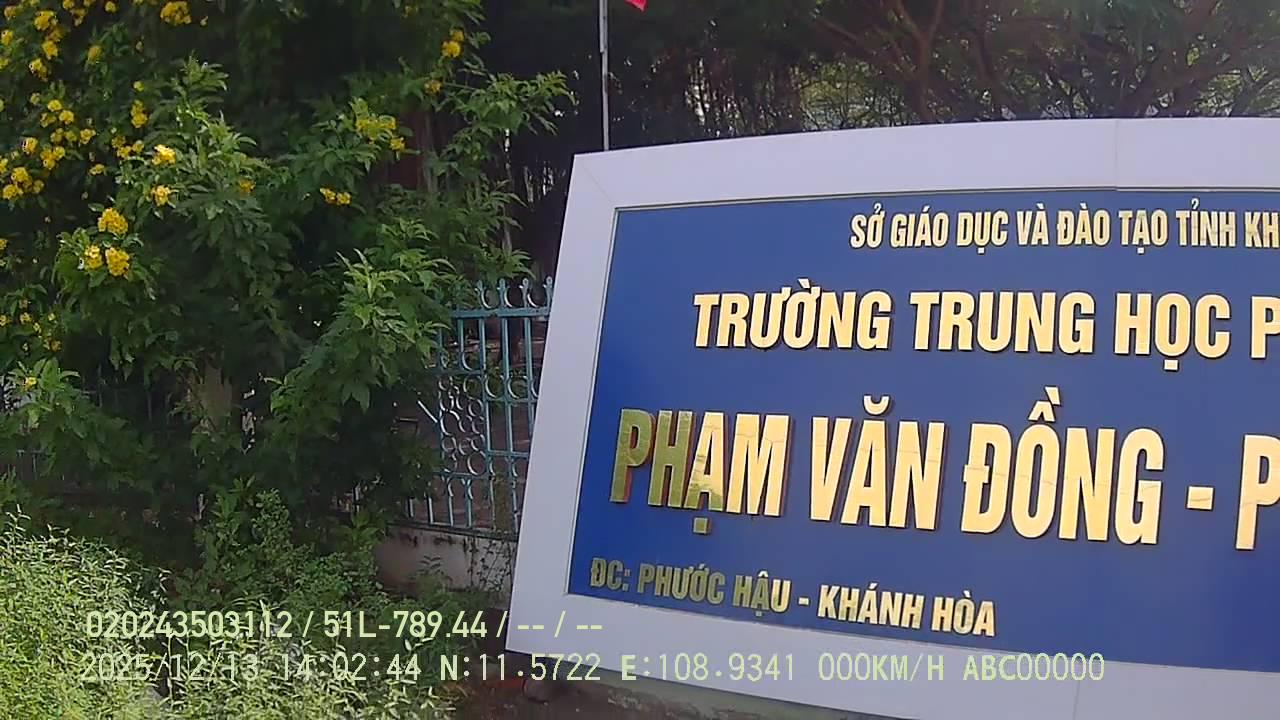 SỞ GIÁO DỤC VÀ ĐÀO TẠO TỈNH KH
TRƯỜNG TRUNG HỌC P
PHẠM VĂN ĐỒNG - P
ĐC: PHƯỚC HẬU - KHÁNH HÒA
020243503112 / 51L-789.44 / -- / --
2025/12/13 14:02:44 N:11.5722 E:108.9341 000KM/H ABC00000